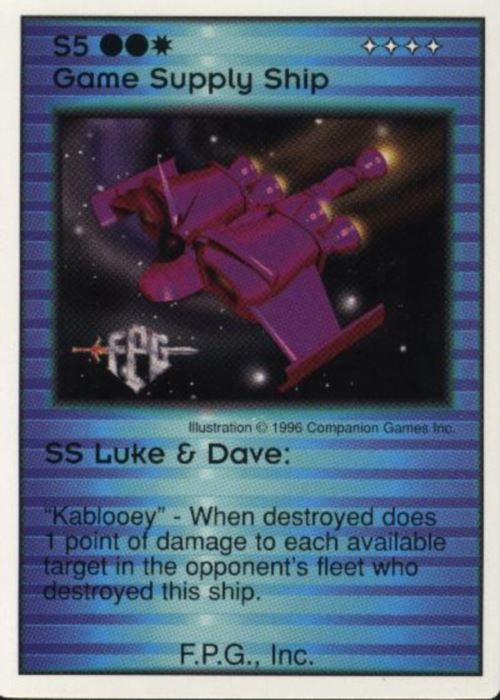 S5
Game Supply Ship
FPG
Illustration © 1996 Companion Games Inc.
SS Luke & Dave:
“Kablooey” - When destroyed does
1 point of damage to each available
target in the opponent's fleet who
destroyed this ship.
F.P.G., Inc.